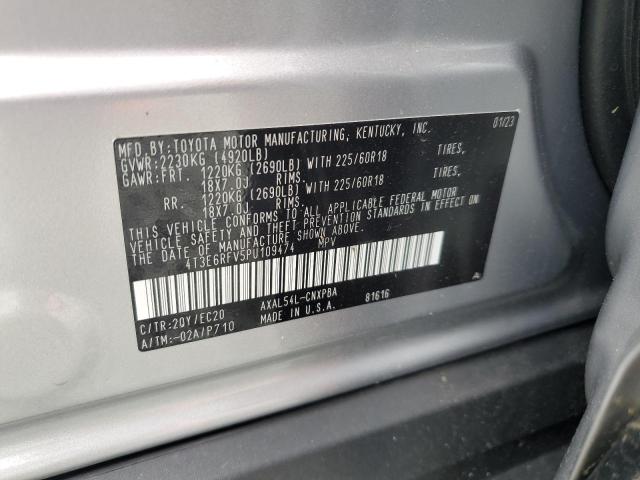 MFD.BY:TOYOTA MOTOR MANUFACTURING, KENTUCKY, INC. 01/23
GVWR:2230KG (4920LB)
GAWR:FRT. 1220KG (2690LB) WITH 225/60R18 TIRES,
18X7.0J RIMS.
RR. 1220KG (2690LB) WITH 225/60R18 TIRES,
18X7.0J RIMS.
THIS VEHICLE CONFORMS TO ALL APPLICABLE FEDERAL MOTOR
VEHICLE SAFETY AND THEFT PREVENTION STANDARDS IN EFFECT ON
THE DATE OF MANUFACTURE SHOWN ABOVE.
4T3E6RFV5PU109474 MPV
C/TR:20Y/EC20 AXAL54L-CNXPBA 81616
A/TM:-02A/P710 MADE IN U.S.A.